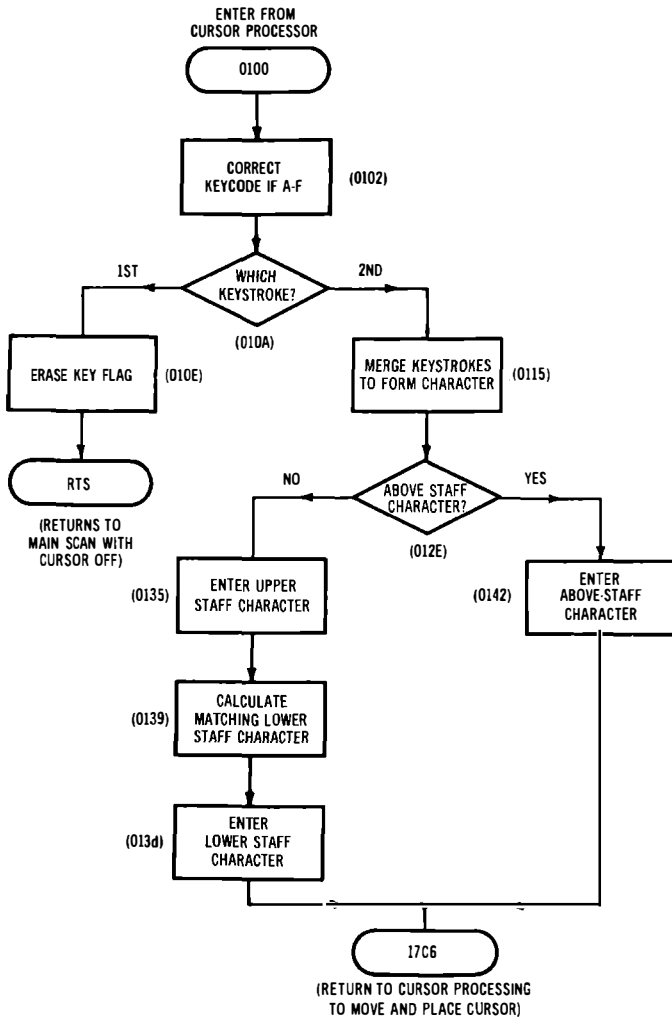 ENTER FROM
CURSOR PROCESSOR
0100
CORRECT
KEYCODE IF A-F
(0102)
1ST
WHICH
KEYSTROKE?
2ND
(010A)
ERASE KEY FLAG
(010E)
MERGE KEYSTROKES
TO FORM CHARACTER
(0115)
RTS
(RETURNS TO
MAIN SCAN WITH
CURSOR OFF)
NO
ABOVE STAFF
CHARACTER?
YES
(012E)
(0135)
ENTER UPPER
STAFF CHARACTER
(0142)
ENTER
ABOVE-STAFF
CHARACTER
(0139)
CALCULATE
MATCHING LOWER
STAFF CHARACTER
(013d)
ENTER
LOWER STAFF
CHARACTER
17C6
(RETURN TO CURSOR PROCESSING
TO MOVE AND PLACE CURSOR)